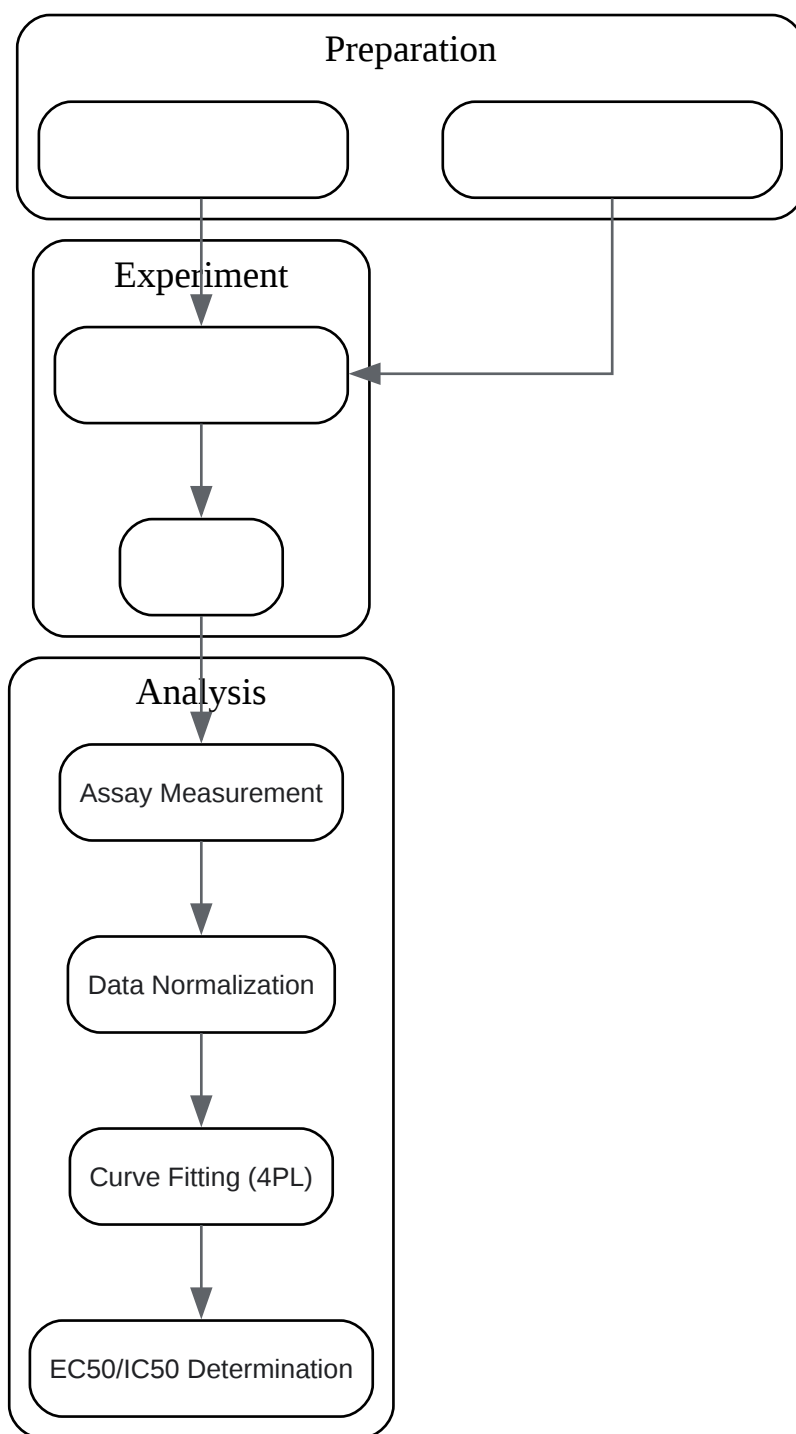 Preparation
Experiment
Analysis
Assay Measurement
Data Normalization
Curve Fitting (4PL)
EC50/IC50 Determination